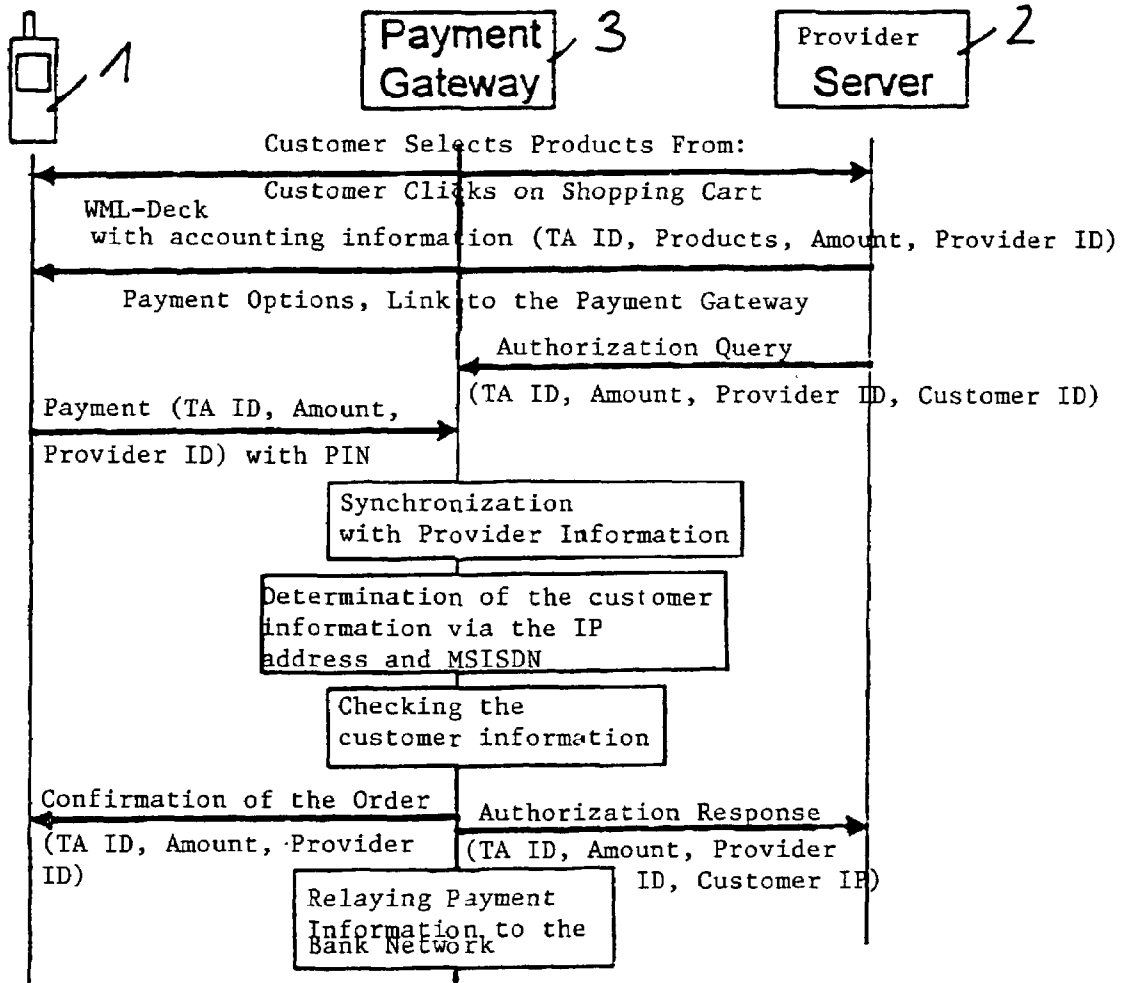 1
Payment
Gateway
3
Provider
Server
2
Customer Selects Products From:
Customer Clicks on Shopping Cart
WML-Deck
with accounting information (TA ID, Products, Amount, Provider ID)
Payment Options, Link to the Payment Gateway
Authorization Query
(TA ID, Amount, Provider ID, Customer ID)
Payment (TA ID, Amount,
Provider ID) with PIN
Synchronization
with Provider Information
Determination of the customer
information via the IP
address and MSISDN
Checking the
customer information
Confirmation of the Order
(TA ID, Amount, Provider
ID)
Authorization Response
(TA ID, Amount, Provider
ID, Customer IP)
Relaying Payment
Information to the
Bank Network